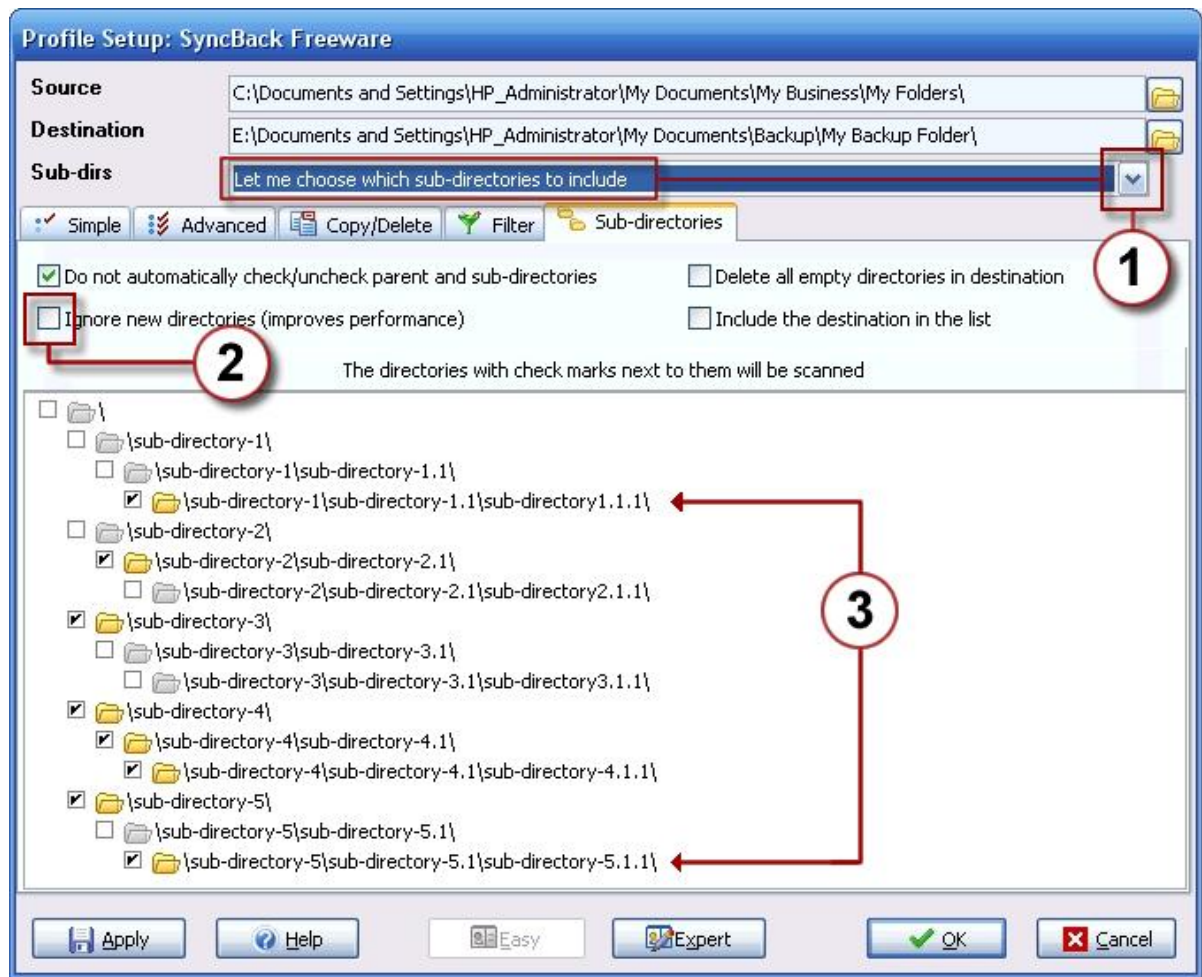 Profile Setup: SyncBack Freeware
Source C:\Documents and Settings\HP_Administrator\My Documents\My Business\My Folders\
Destination E:\Documents and Settings\HP_Administrator\My Documents\Backup\My Backup Folder\
Sub-dirs Let me choose which sub-directories to include
Simple Advanced Copy/Delete Filter Sub-directories
1
Do not automatically check/uncheck parent and sub-directories Delete all empty directories in destination
Ignore new directories (improves performance) Include the destination in the list
2
The directories with check marks next to them will be scanned
\
\sub-directory-1\
\sub-directory-1\sub-directory-1.1\
\sub-directory-1\sub-directory-1.1\sub-directory1.1.1\
\sub-directory-2\
\sub-directory-2\sub-directory-2.1\
\sub-directory-2\sub-directory-2.1\sub-directory2.1.1\
3
\sub-directory-3\
\sub-directory-3\sub-directory-3.1\
\sub-directory-3\sub-directory-3.1\sub-directory3.1.1\
\sub-directory-4\
\sub-directory-4\sub-directory-4.1\
\sub-directory-4\sub-directory-4.1\sub-directory-4.1.1\
\sub-directory-5\
\sub-directory-5\sub-directory-5.1\
\sub-directory-5\sub-directory-5.1\sub-directory-5.1.1\
Apply Help Easy Expert OK Cancel